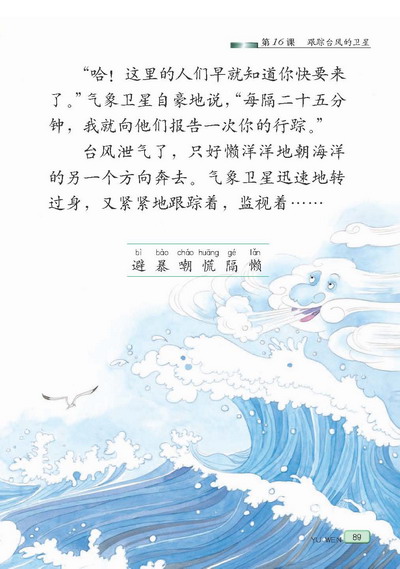 第16课 跟踪台风的卫星
“哈！这里的人们早就知道你快要来
了。”气象卫星自豪地说，“每隔二十五分
钟，我就向他们报告一次你的行踪。”
台风泄气了，只好懒洋洋地朝海洋
的另一个方向奔去。气象卫星迅速地转
过身，又紧紧地跟踪着，监视着……
bì bào cháo huāng gé lǎn
避 暴 嘲 慌 隔 懒
YU WEN 89